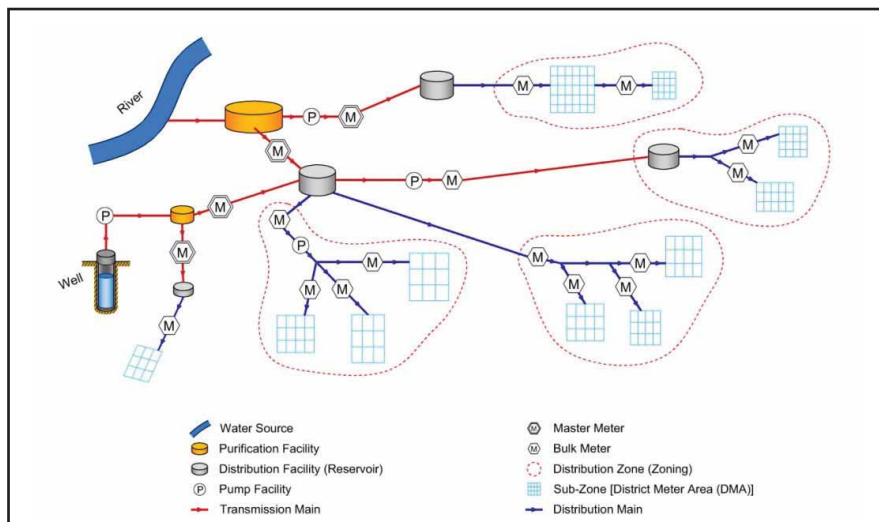 River
P
M
M
M
M
P
M
M
M
M
P
M
M
Well
M
P
M
M
M
M
M
M
M
M
Water Source
Purification Facility
Distribution Facility (Reservoir)
P Pump Facility
Transmission Main
M Master Meter
M Bulk Meter
Distribution Zone (Zoning)
Sub-Zone [District Meter Area (DMA)]
Distribution Main